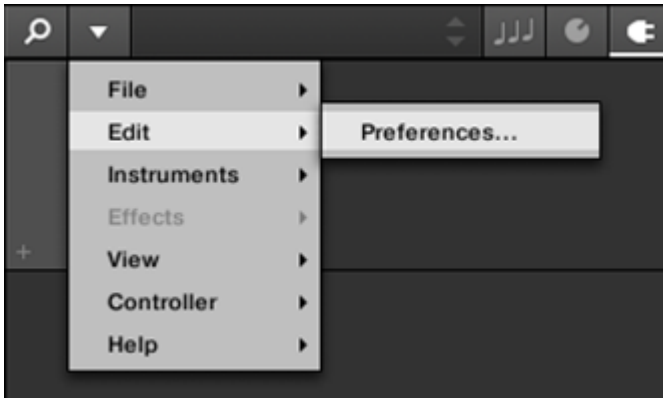 File
Edit
Preferences...
Instruments
Effects
View
Controller
Help